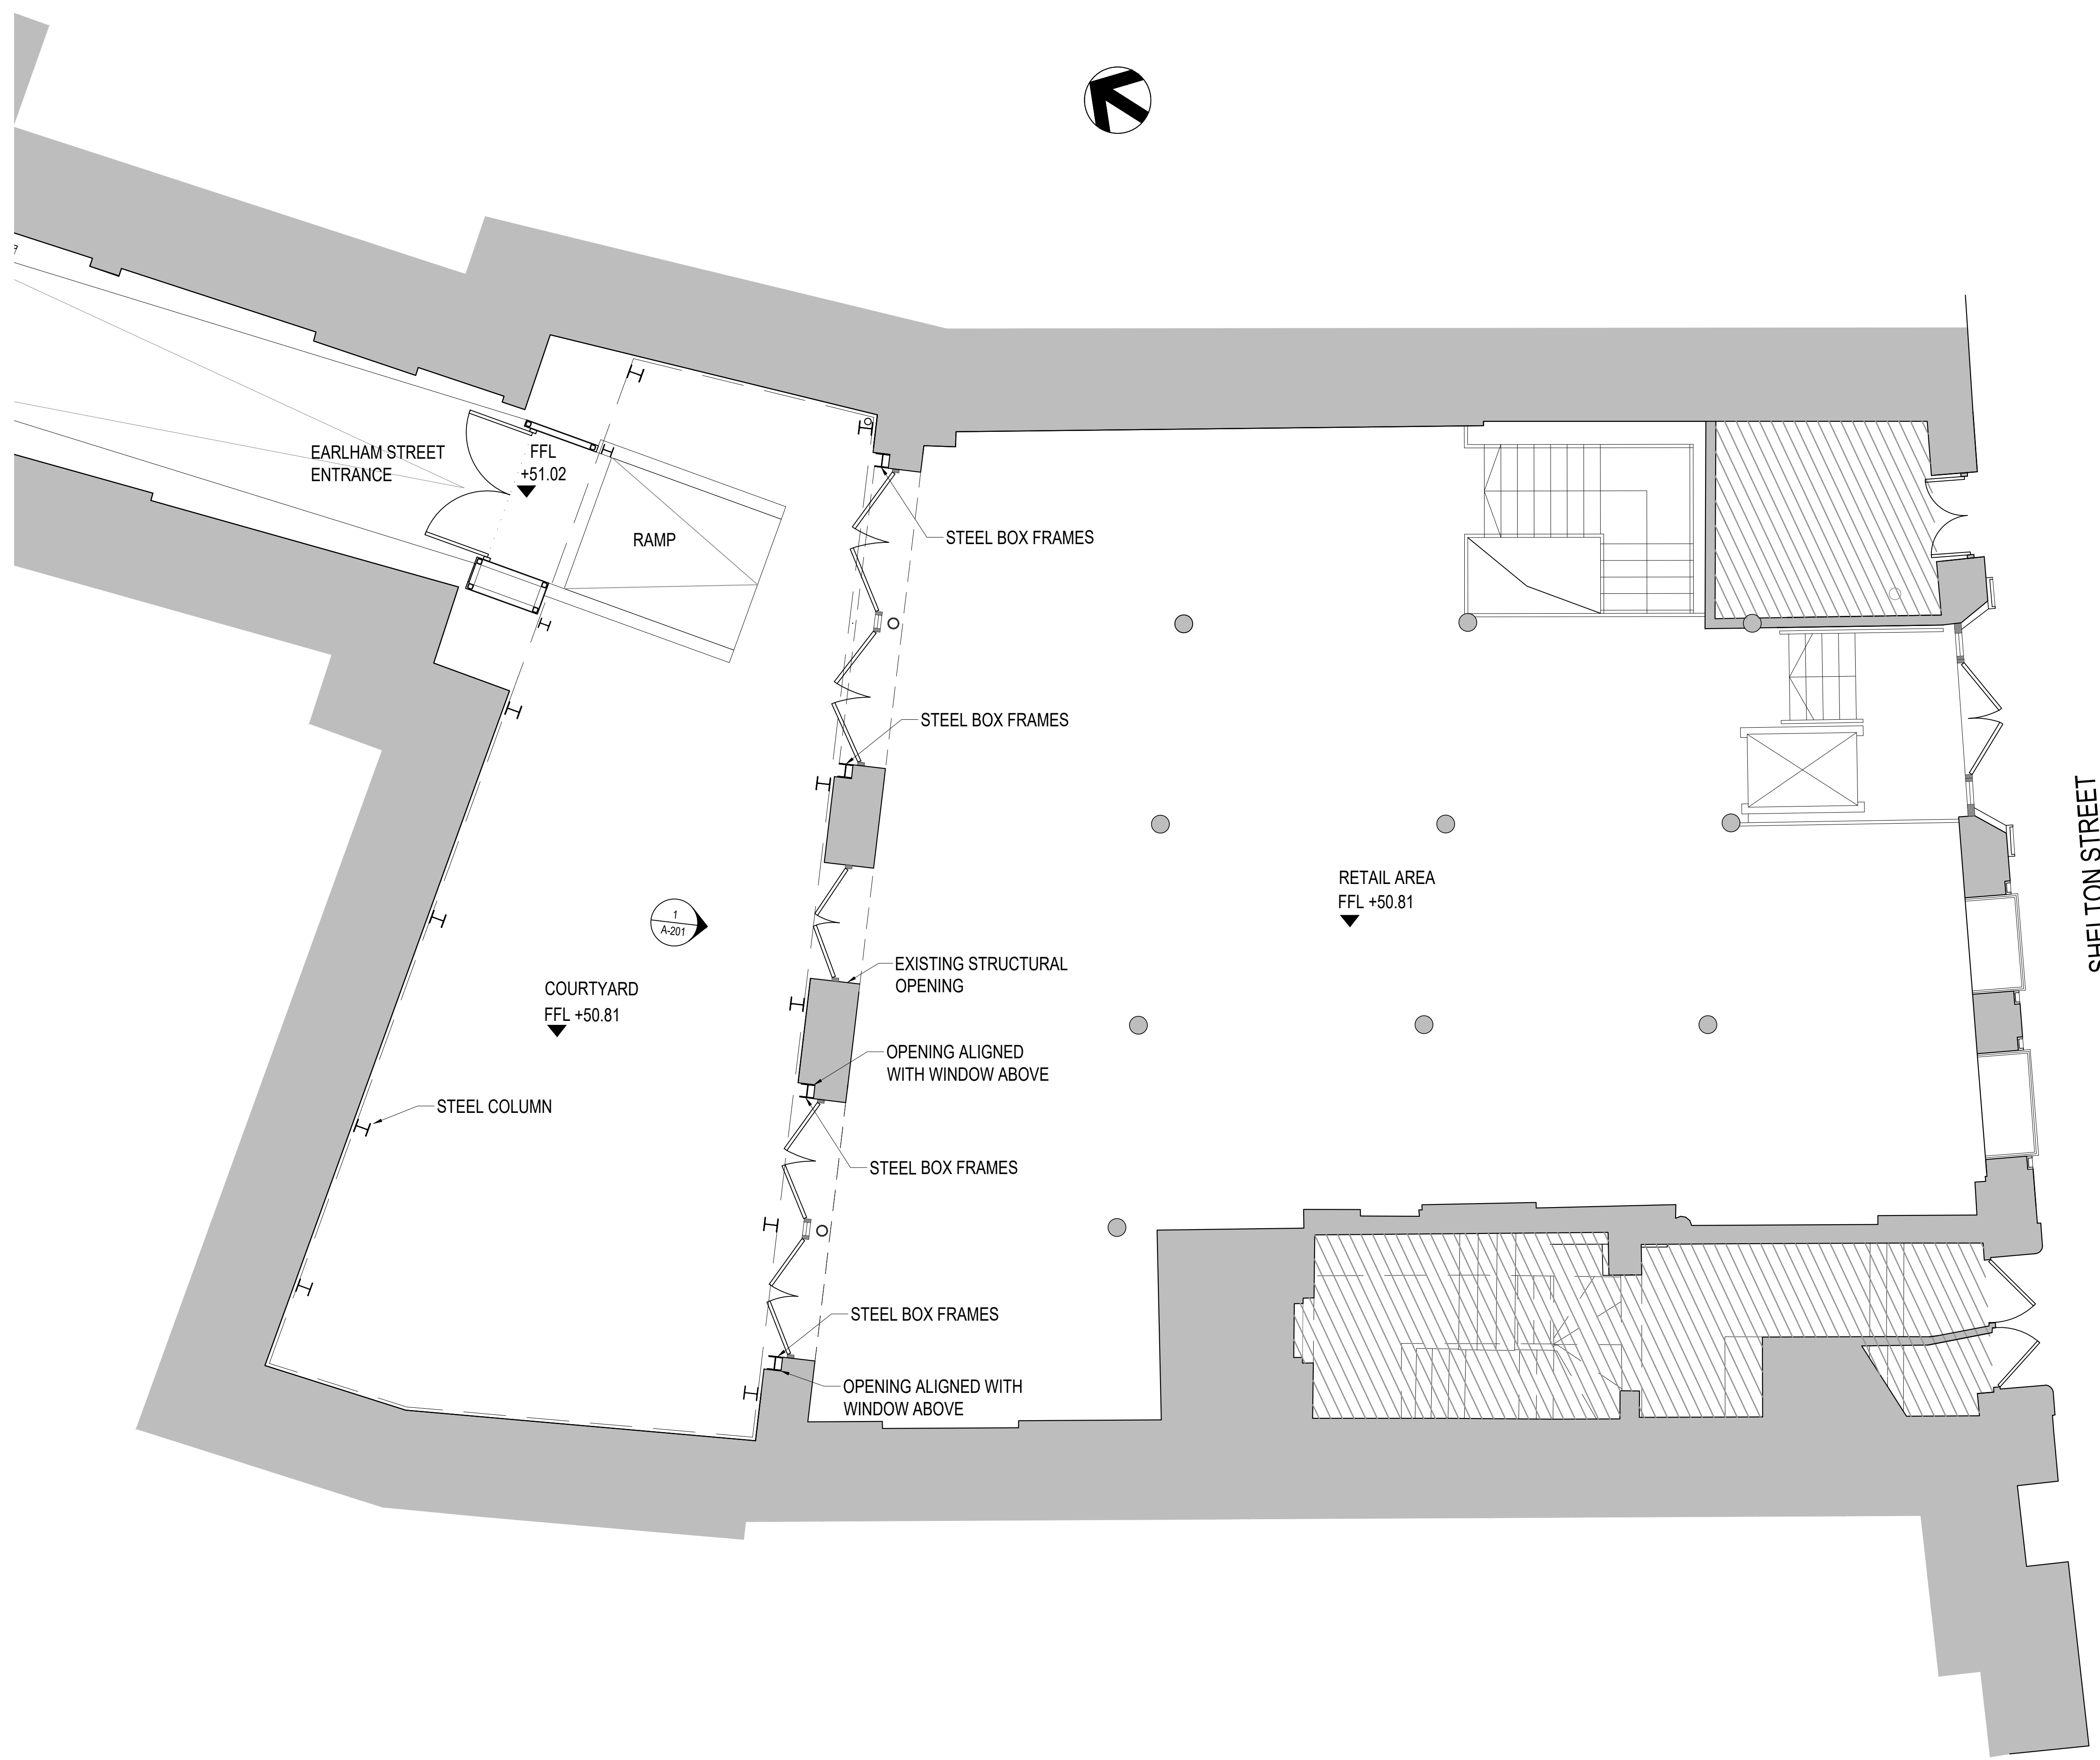 EARLHAM STREET
ENTRANCE
FFL
+51.02
RAMP
STEEL BOX FRAMES
STEEL BOX FRAMES
RETAIL AREA
FFL +50.81
SHELTON STREET
1
A-201
COURTYARD
FFL +50.81
EXISTING STRUCTURAL
OPENING
OPENING ALIGNED
WITH WINDOW ABOVE
STEEL COLUMN
STEEL BOX FRAMES
STEEL BOX FRAMES
OPENING ALIGNED WITH
WINDOW ABOVE